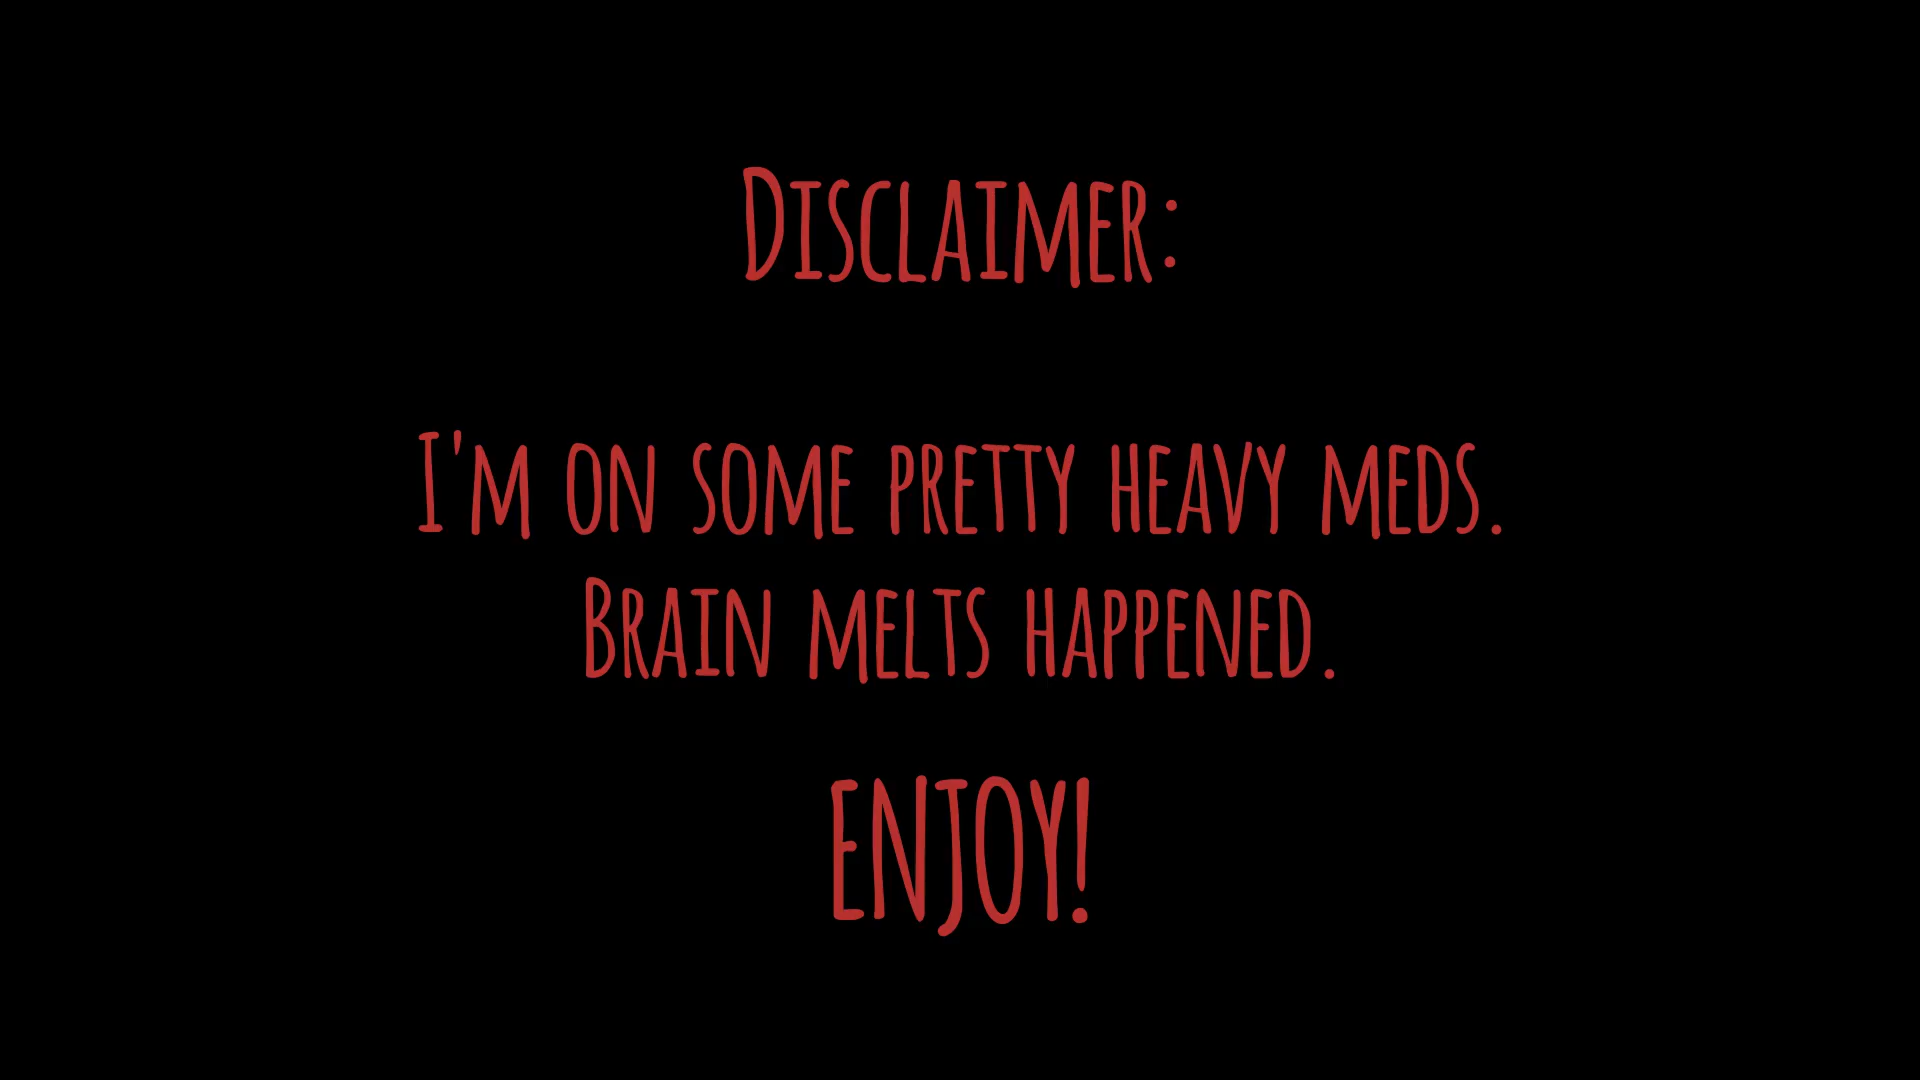 Disclaimer:
I'm on some pretty heavy meds.
Brain melts happened.
ENJOY!